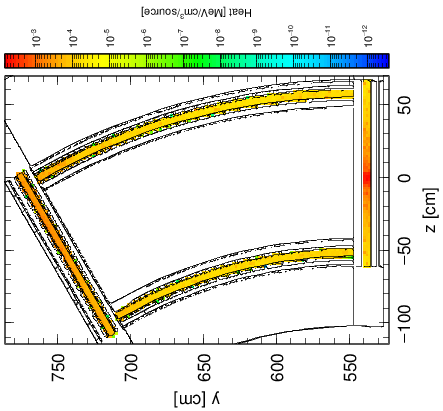 Heat [MeV/cm³/source]
10⁻³ 10⁻⁴ 10⁻⁵ 10⁻⁶ 10⁻⁷ 10⁻⁸ 10⁻⁹ 10⁻¹⁰ 10⁻¹¹ 10⁻¹²
50
0
−50
−100
z [cm]
750 700 650 600 550
y [cm]